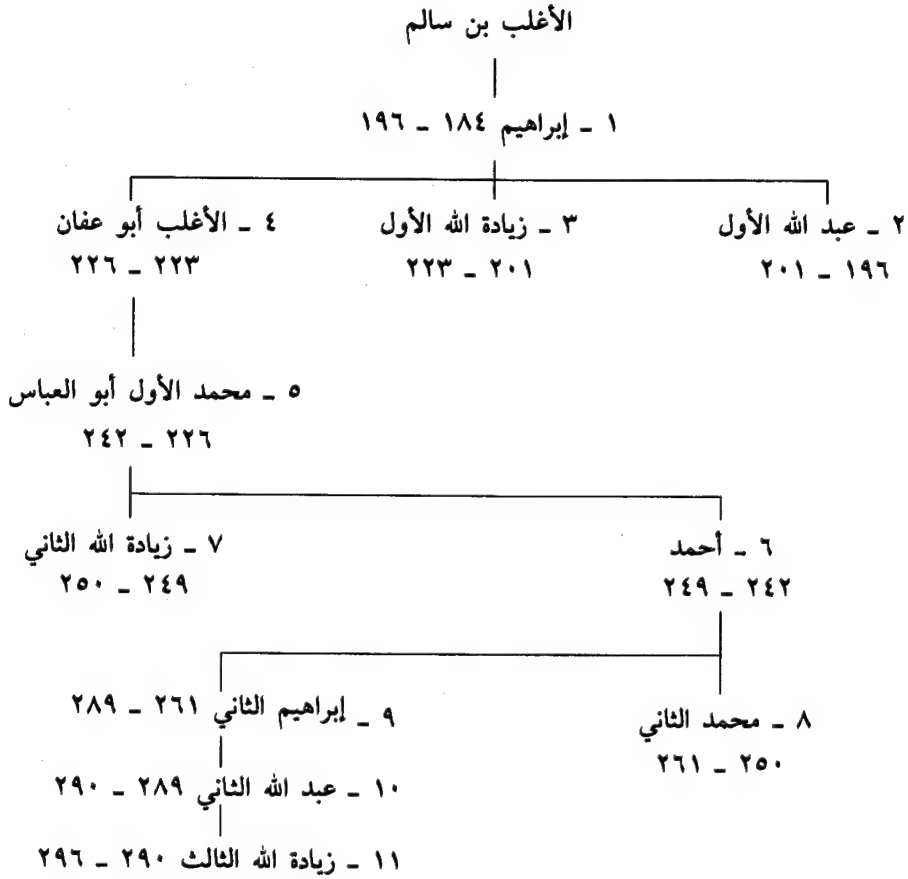 الأغلب بن سالم
١ ـ إبراهيم ١٨٤ ـ ١٩٦
٢ ـ عبد الله الأول
١٩٦ ـ ٢٠١
٣ ـ زيادة الله الأول
٢٠١ ـ ٢٢٣
٤ ـ الأغلب أبو عفان
٢٢٣ ـ ٢٢٦
٥ ـ محمد الأول أبو العباس
٢٢٦ ـ ٢٤٢
٦ ـ أحمد
٢٤٢ ـ ٢٤٩
٧ ـ زيادة الله الثاني
٢٤٩ ـ ٢٥٠
٨ ـ محمد الثاني
٢٥٠ ـ ٢٦١
٩ ـ إبراهيم الثاني ٢٦١ ـ ٢٨٩
١٠ ـ عبد الله الثاني ٢٨٩ ـ ٢٩٠
١١ ـ زيادة الله الثالث ٢٩٠ ـ ٢٩٦